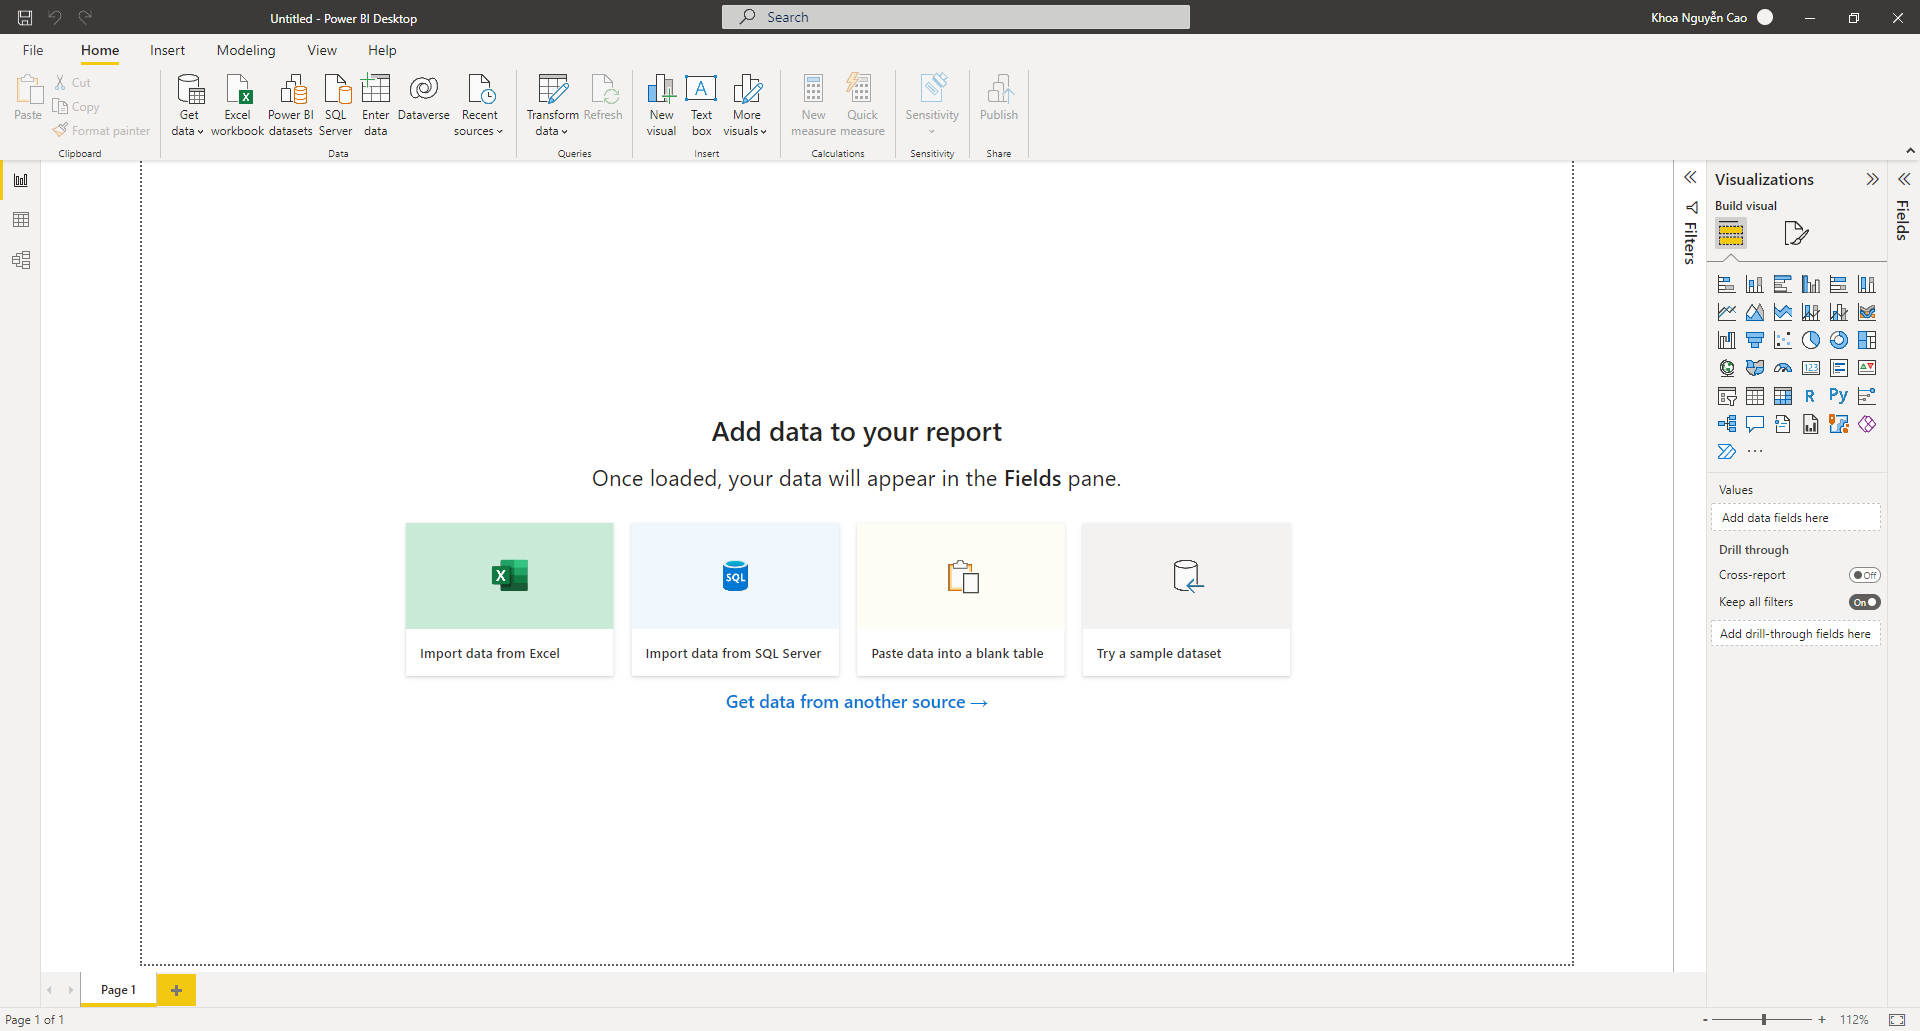 Untitled - Power BI Desktop
Search
Khoa Nguyễn Cao
File
Home
Insert
Modeling
View
Help
Paste
Cut
Copy
Format painter
Clipboard
Get data
Excel workbook
Power BI datasets
SQL Server
Enter data
Dataverse
Recent sources
Data
Transform data
Refresh
Queries
New visual
Text box
More visuals
Insert
New measure
Quick measure
Calculations
Sensitivity
Sensitivity
Publish
Share
Filters
Visualizations
Build visual
Fields
123
R
Py
Values
Add data fields here
Drill through
Cross-report
Off
Keep all filters
On
Add drill-through fields here
Add data to your report
Once loaded, your data will appear in the Fields pane.
SQL
Import data from Excel
Import data from SQL Server
Paste data into a blank table
Try a sample dataset
Get data from another source →
Page 1
Page 1 of 1
- + 112%